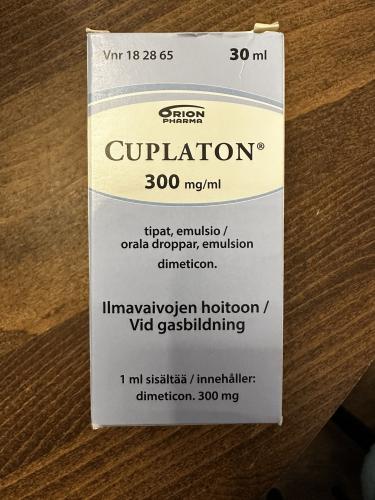 Vnr 18 28 65 30 ml
ORION
PHARMA
CUPLATON®
300 mg/ml
tipat, emulsio /
orala droppar, emulsion
dimeticon.
Ilmavaivojen hoitoon /
Vid gasbildning
1 ml sisältää / innehåller:
dimeticon. 300 mg